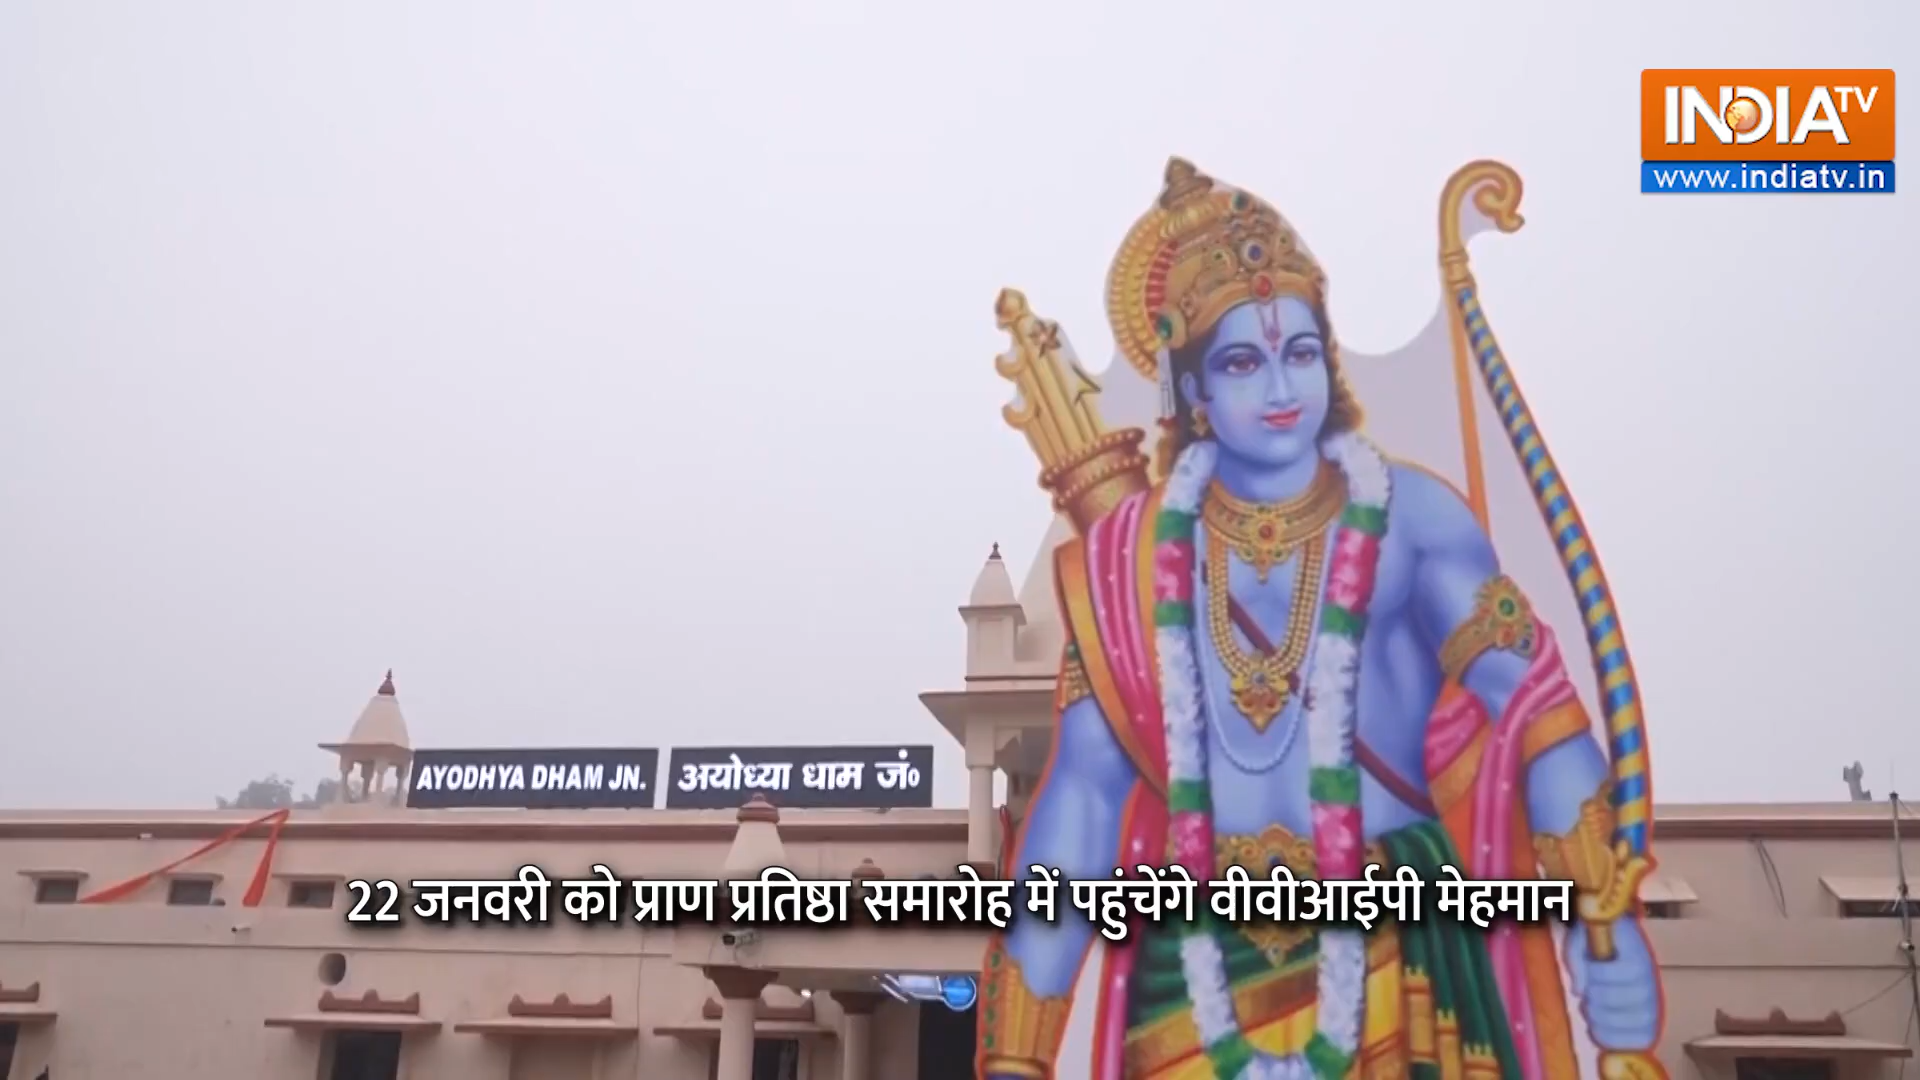 INDIA TV
www.indiatv.in
AYODHYA DHAM JN.
अयोध्या धाम जं०
22 जनवरी को प्राण प्रतिष्ठा समारोह में पहुंचेंगे वीवीआईपी मेहमान